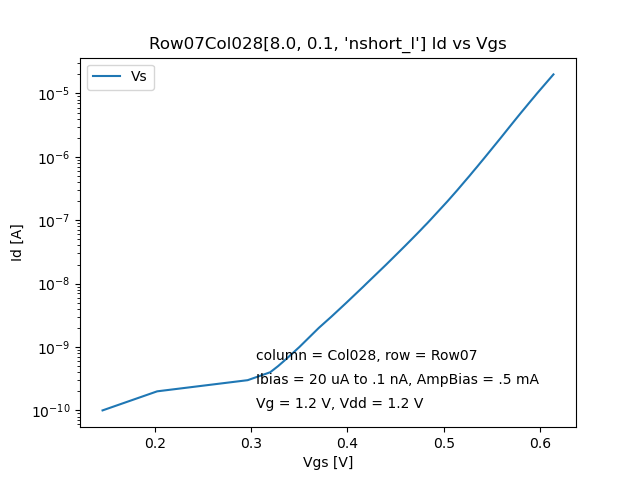 Row07Col028[8.0, 0.1, 'nshort_l'] Id vs Vgs
Vs
10^-5
10^-6
10^-7
10^-8
10^-9
10^-10
Id [A]
column = Col028, row = Row07
Ibias = 20 uA to .1 nA, AmpBias = .5 mA
Vg = 1.2 V, Vdd = 1.2 V
0.2 0.3 0.4 0.5 0.6
Vgs [V]